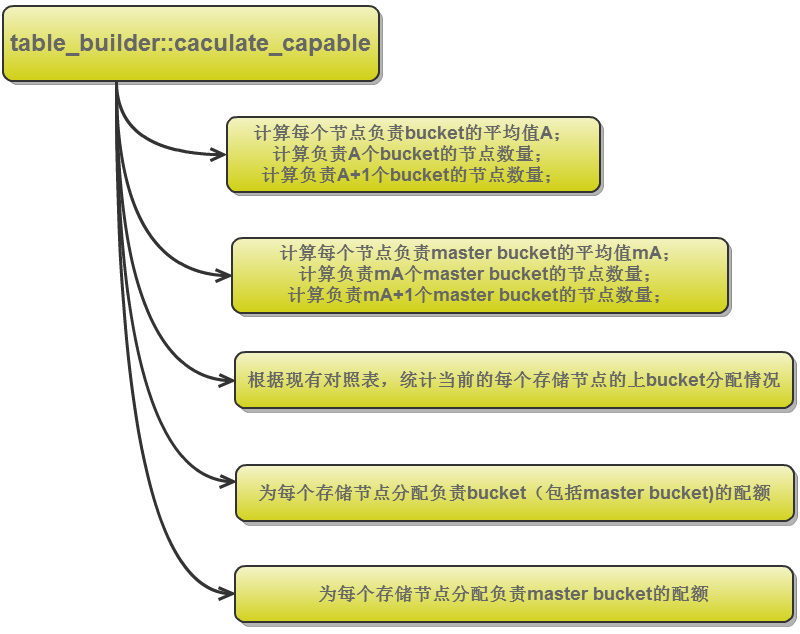 table_builder::caculate_capable
计算每个节点负责bucket的平均值A；
计算负责A个bucket的节点数量；
计算负责A+1个bucket的节点数量；
计算每个节点负责master bucket的平均值mA；
计算负责mA个master bucket的节点数量；
计算负责mA+1个master bucket的节点数量；
根据现有对照表，统计当前的每个存储节点的上bucket分配情况
为每个存储节点分配负责bucket（包括master bucket)的配额
为每个存储节点分配负责master bucket的配额